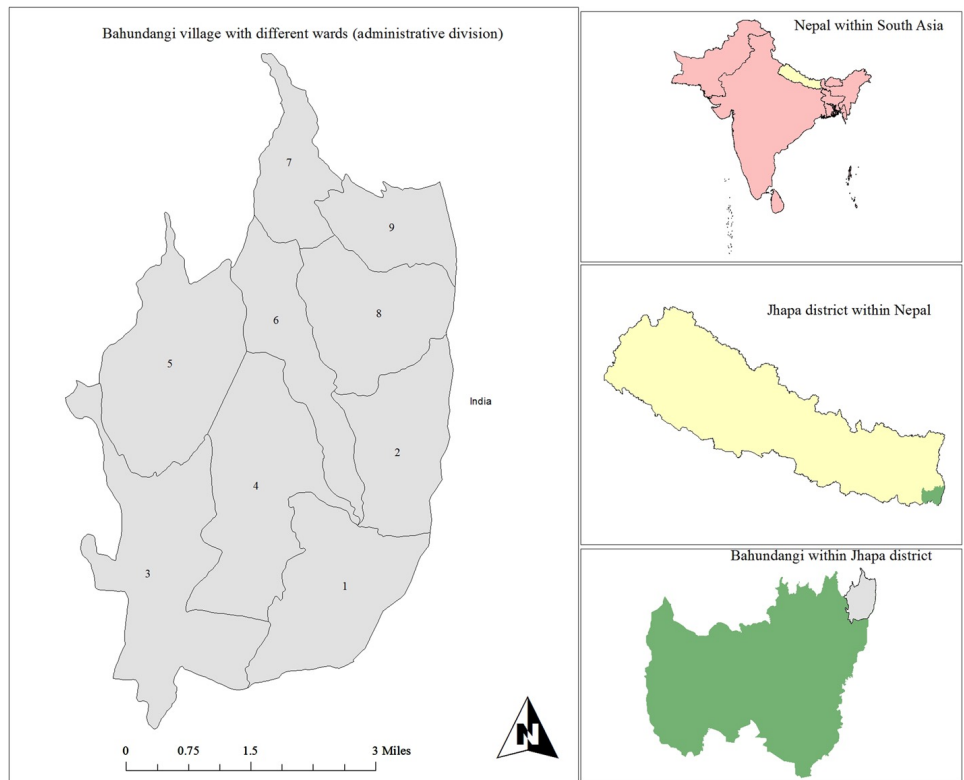 Bahundangi village with different wards (administrative division)
7
9
8
6
5
India
2
4
3
1
N
0 0.75 1.5 3 Miles
Nepal within South Asia
Jhapa district within Nepal
Bahundangi within Jhapa district